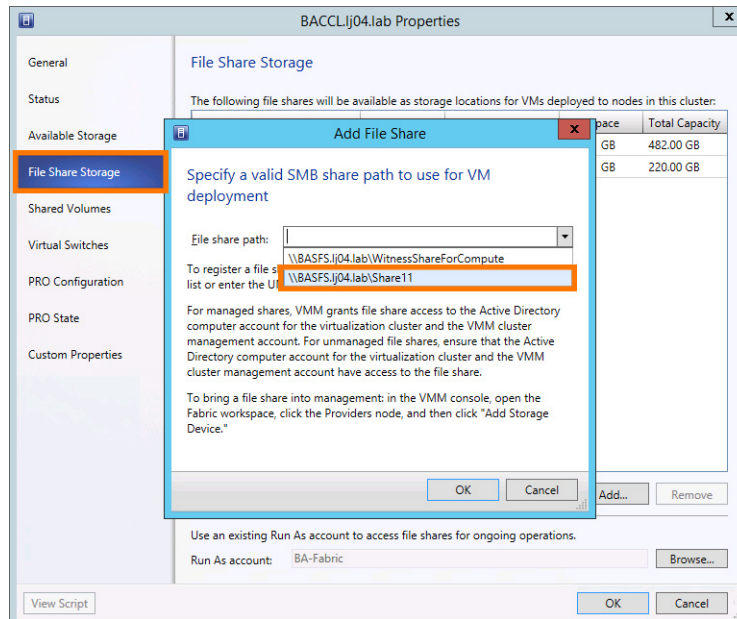 BACCL.lj04.lab Properties
x
General
Status
Available Storage
File Share Storage
Shared Volumes
Virtual Switches
PRO Configuration
PRO State
Custom Properties
File Share Storage
The following file shares will be available as storage locations for VMs deployed to nodes in this cluster:
Total Capacity
GB 482.00 GB
GB 220.00 GB
Add File Share
x
Specify a valid SMB share path to use for VM
deployment
File share path:
\\BASFS.lj04.lab\WitnessShareForCompute
\\BASFS.lj04.lab\Share11
To register a file
list or enter the
For managed shares, VMM grants file share access to the Active Directory
computer account for the virtualization cluster and the VMM cluster
management account. For unmanaged file shares, ensure that the Active
Directory computer account for the virtualization cluster and the VMM
cluster management account have access to the file share.
To bring a file share into management: in the VMM console, open the
Fabric workspace, click the Providers node, and then click "Add Storage
Device."
OK Cancel
Add... Remove
Use an existing Run As account to access file shares for ongoing operations.
Run As account: BA-Fabric Browse...
View Script OK Cancel